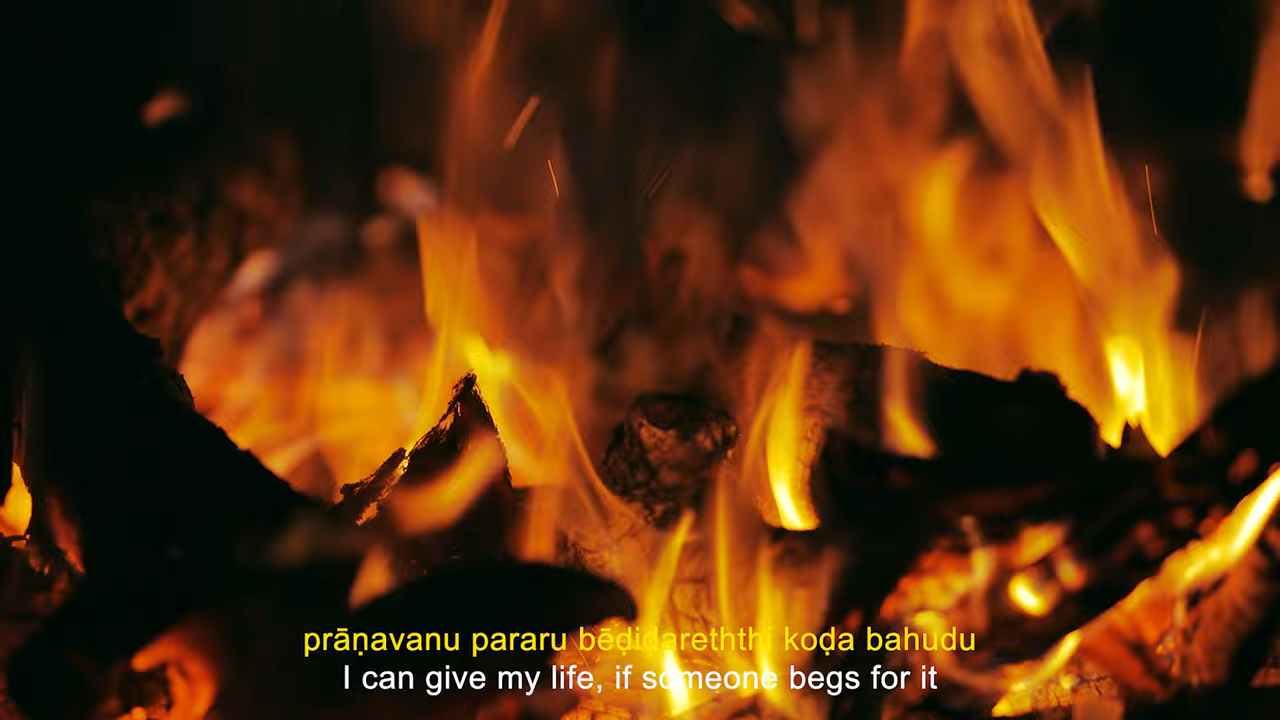 prāṇavanu pararu bēḍidareththi koḍa bahudu
I can give my life, if someone begs for it